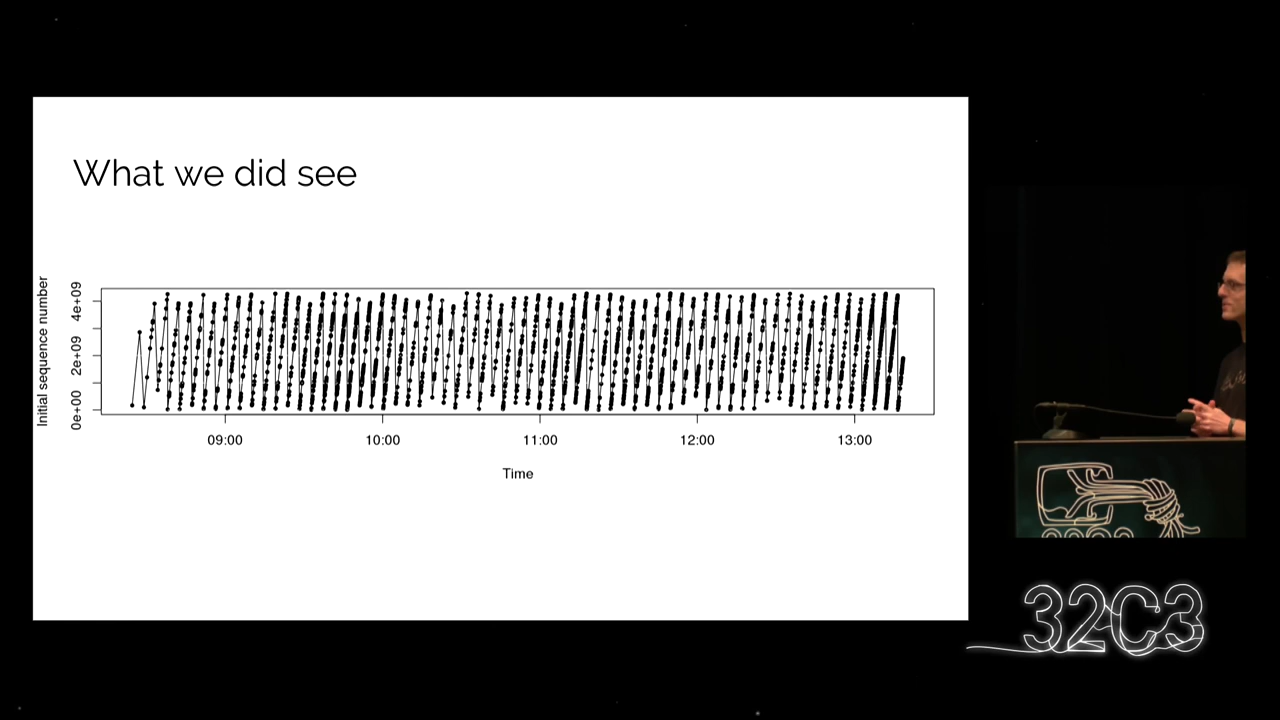 What we did see
Initial sequence number
4e+09
2e+09
0e+00
09:00 10:00 11:00 12:00 13:00
Time
32C3